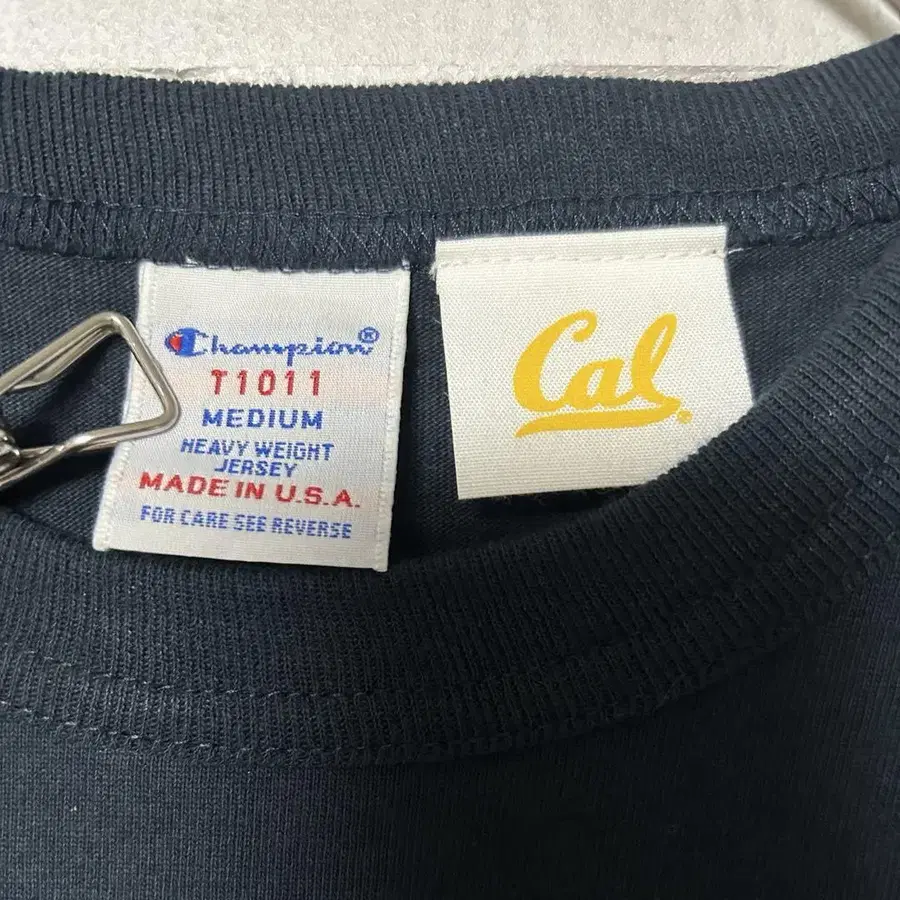 Champion®
T1011
MEDIUM
HEAVY WEIGHT
JERSEY
MADE IN U.S.A.
FOR CARE SEE REVERSE
Cal